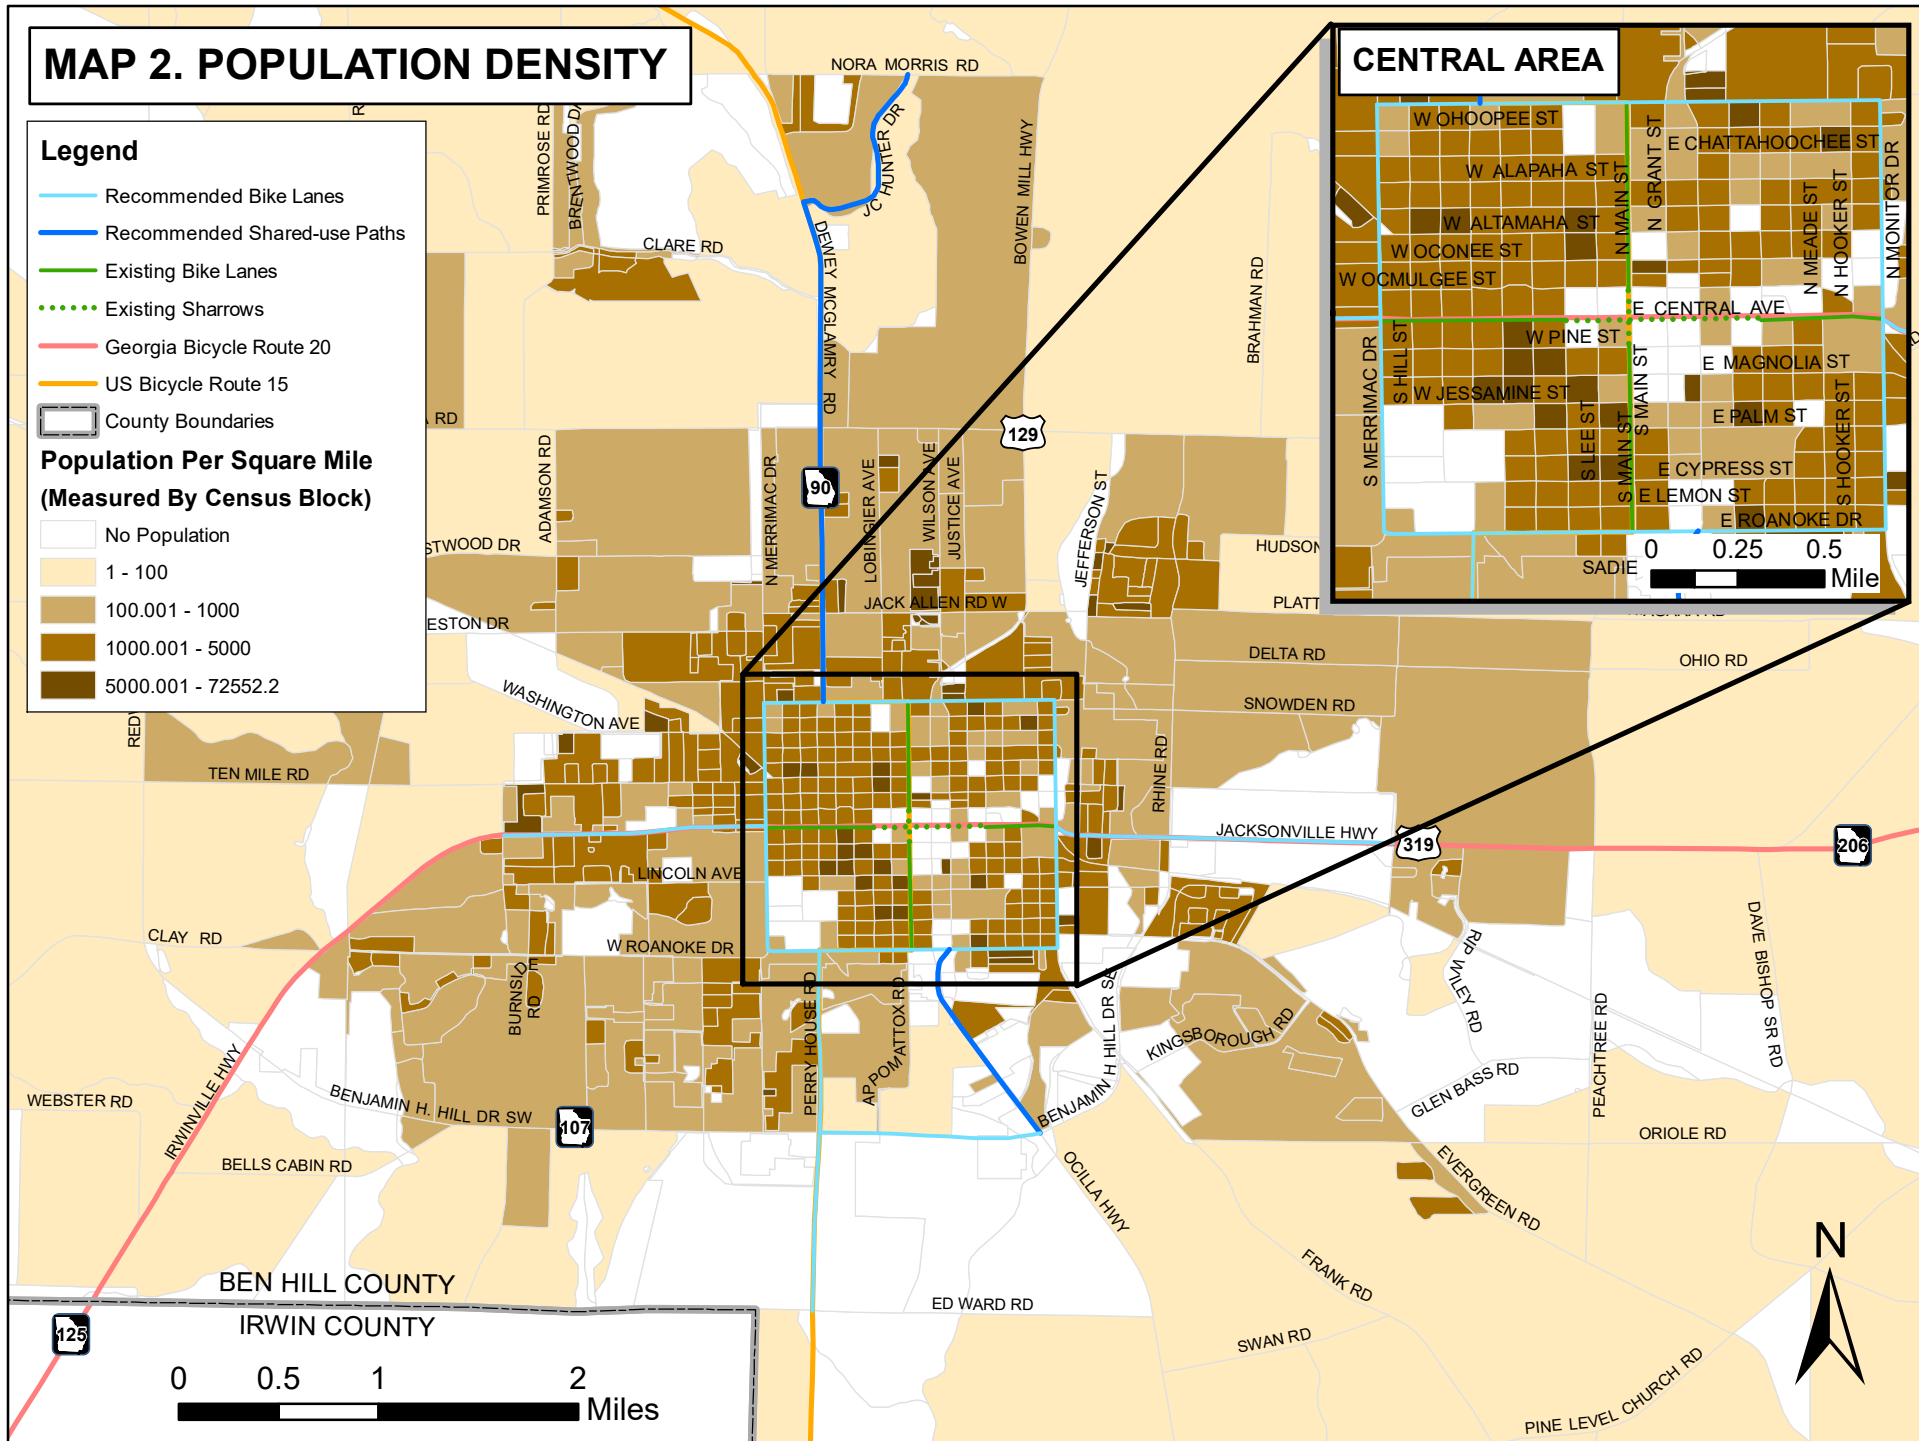 MAP 2. POPULATION DENSITY
Legend
Recommended Bike Lanes
Recommended Shared-use Paths
Existing Bike Lanes
Existing Sharrows
Georgia Bicycle Route 20
US Bicycle Route 15
County Boundaries
Population Per Square Mile
(Measured By Census Block)
No Population
1 - 100
100.001 - 1000
1000.001 - 5000
5000.001 - 72552.2
CENTRAL AREA
W OHOOPEE ST
N GRANT ST
E CHATTAHOOCHEE ST
W ALAPAHA ST
N MAIN ST
N MEADE ST
N HOOKER ST
N MONITOR DR
W ALTAMAHA ST
W OCONEE ST
W OCMULGEE ST
E CENTRAL AVE
W PINE ST
S MERRIMAC DR
S HILL ST
S MAIN ST
E MAGNOLIA ST
W JESSAMINE ST
S LEE ST
S MAIN ST
E PALM ST
S HOOKER ST
E CYPRESS ST
E LEMON ST
E ROANOKE DR
SADIE
0 0.25 0.5
Mile
NORA MORRIS RD
PRIMROSE RD
JC HUNTER DR
BOWEN MILL HWY
CLARE RD
DEWEY MCGLAMRY RD
BRAHMAN RD
129
ADAMSON RD
90
N MERRIMAC DR
LOBINGIER AVE
WILSON AVE
JUSTICE AVE
JEFFERSON ST
STWOOD DR
HUDSON
JACK ALLEN RD W
PLATT
ESTON DR
DELTA RD
OHIO RD
WASHINGTON AVE
SNOWDEN RD
REDW
TEN MILE RD
RHINE RD
JACKSONVILLE HWY
319
206
LINCOLN AVE
CLAY RD
W ROANOKE DR
RIP WILEY RD
DAVE BISHOP SR RD
BURNSIDE RD
PERRY HOUSE RD
APPOMATTOX RD
BENJAMIN H HILL DR SE
KINGSBOROUGH RD
PEACHTREE RD
IRWINVILLE HWY
WEBSTER RD
BENJAMIN H. HILL DR SW
107
GLEN BASS RD
ORIOLE RD
BELLS CABIN RD
OCILLA HWY
EVERGREEN RD
FRANK RD
N
BEN HILL COUNTY
IRWIN COUNTY
ED WARD RD
125
SWAN RD
PINE LEVEL CHURCH RD
0 0.5 1 2
Miles